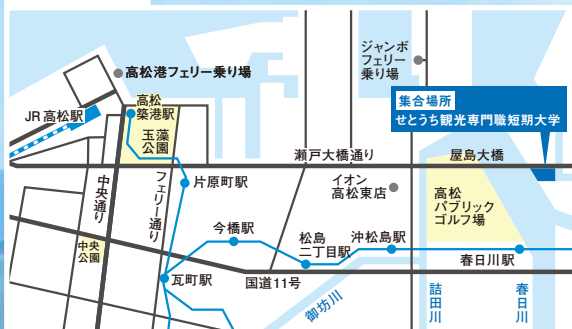 高松港フェリー乗り場
ジャンボ
フェリー
乗り場
JR 高松駅
高松
築港駅
玉藻
公園
集合場所
せとうち観光専門職短期大学
瀬戸大橋通り
屋島大橋
中央通り
フェリー通り
片原町駅
イオン
高松東店
高松
パブリック
ゴルフ場
中央
公園
今橋駅
松島
二丁目駅
沖松島駅
春日川駅
瓦町駅
国道11号
御坊川
詰田川
春日川